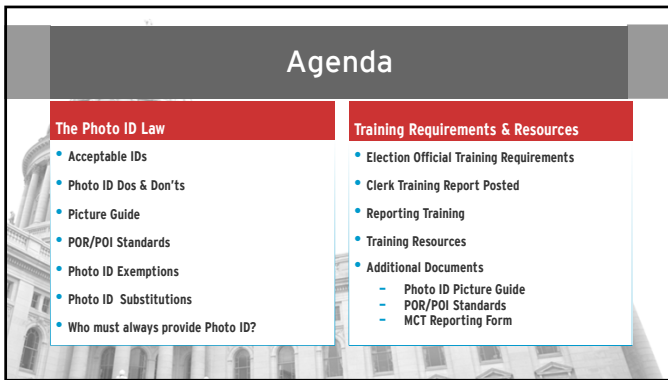 Agenda
The Photo ID Law
• Acceptable IDs
• Photo ID Dos & Don'ts
• Picture Guide
• POR/POI Standards
• Photo ID Exemptions
• Photo ID  Substitutions
• Who must always provide Photo ID?
Training Requirements & Resources
• Election Official Training Requirements
• Clerk Training Report Posted
• Reporting Training
• Training Resources
• Additional Documents
– Photo ID Picture Guide
– POR/POI Standards
– MCT Reporting Form